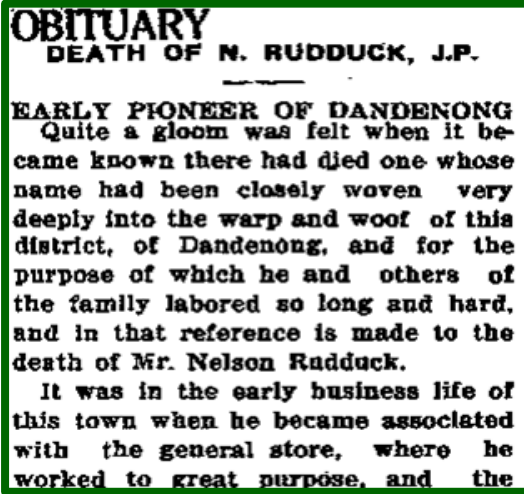 OBITUARY
DEATH OF N. RUDDUCK, J.P.
EARLY PIONEER OF DANDENONG
Quite a gloom was felt when it be-
came known there had died one whose
name had been closely woven very
deeply into the warp and woof of this
district, of Dandenong, and for the
purpose of which he and others of
the family labored so long and hard,
and in that reference is made to the
death of Mr. Nelson Rudduck.
It was in the early business life of
this town when he became associated
with the general store, where he
worked to great purpose, and the